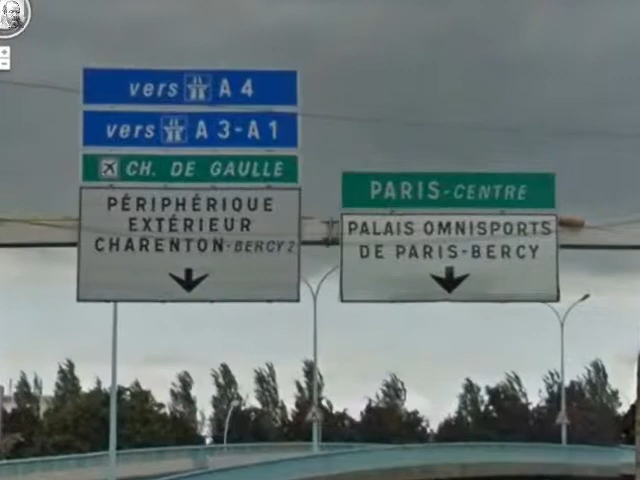 vers A 4
vers A 3-A 1
CH. DE GAULLE
PÉRIPHÉRIQUE
EXTÉRIEUR
CHARENTON-BERCY 2
PARIS-CENTRE
PALAIS OMNISPORTS
DE PARIS-BERCY